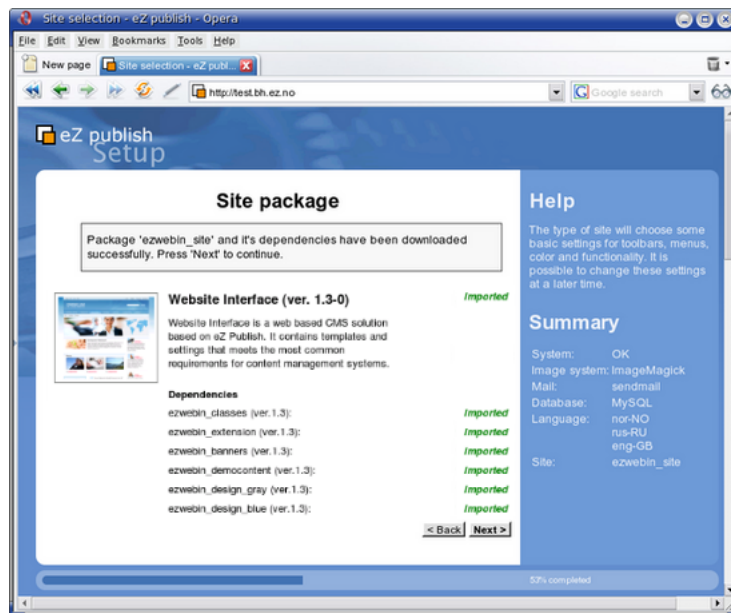 Site selection - eZ publish - Opera
File Edit View Bookmarks Tools Help
New page Site selection - eZ publ...
http://test.bh.ez.no Google search
eZ publish
Setup
Site package
Package 'ezwebin_site' and it's dependencies have been downloaded
successfully. Press 'Next' to continue.
Website Interface (ver. 1.3-0) Imported
Website Interface is a web based CMS solution
based on eZ Publish. It contains templates and
settings that meets the most common
requirements for content management systems.
Dependencies
ezwebin_classes (ver.1.3): Imported
ezwebin_extension (ver.1.3): Imported
ezwebin_banners (ver.1.3): Imported
ezwebin_democontent (ver.1.3): Imported
ezwebin_design_gray (ver.1.3): Imported
ezwebin_design_blue (ver.1.3): Imported
< Back Next >
Help
The type of site will choose some
basic settings for toolbars, menus,
color and functionality. It is
possible to change these settings
at a later time.
Summary
System: OK
Image system: ImageMagick
Mail: sendmail
Database: MySQL
Language: nor-NO
rus-RU
eng-GB
Site: ezwebin_site
53% completed